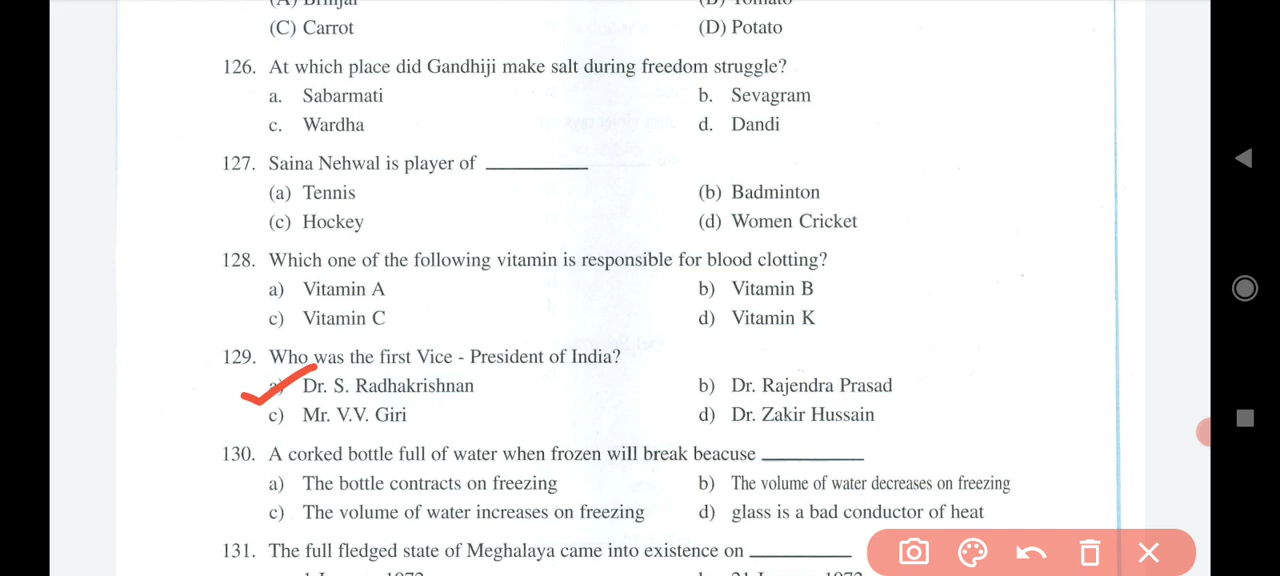 (A) Brinjal (B) Tomato
(C) Carrot (D) Potato
126. At which place did Gandhiji make salt during freedom struggle?
a. Sabarmati b. Sevagram
c. Wardha d. Dandi
127. Saina Nehwal is player of __________
(a) Tennis (b) Badminton
(c) Hockey (d) Women Cricket
128. Which one of the following vitamin is responsible for blood clotting?
a) Vitamin A b) Vitamin B
c) Vitamin C d) Vitamin K
129. Who was the first Vice - President of India?
a) Dr. S. Radhakrishnan b) Dr. Rajendra Prasad
c) Mr. V.V. Giri d) Dr. Zakir Hussain
130. A corked bottle full of water when frozen will break beacuse __________
a) The bottle contracts on freezing b) The volume of water decreases on freezing
c) The volume of water increases on freezing d) glass is a bad conductor of heat
131. The full fledged state of Meghalaya came into existence on __________